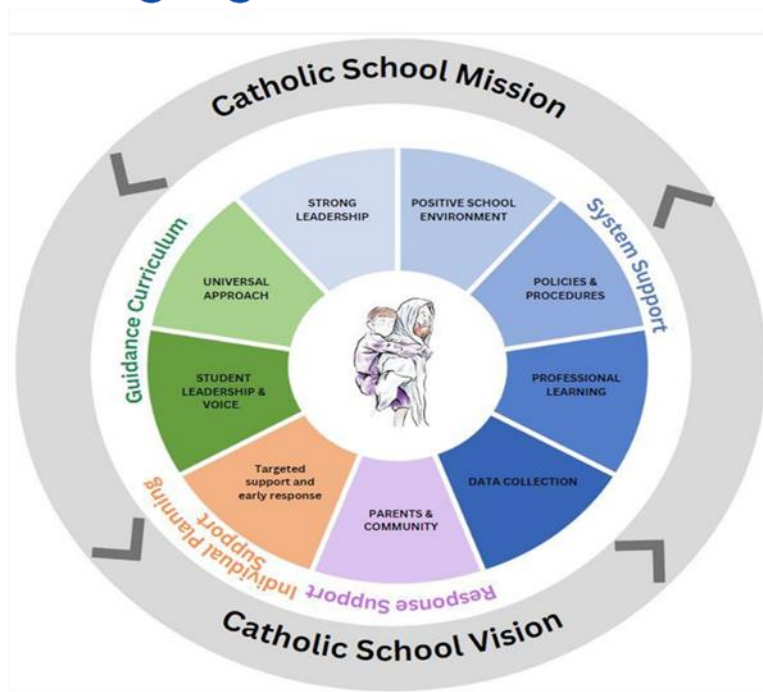 Catholic School Mission
STRONG
LEADERSHIP
POSITIVE SCHOOL
ENVIRONMENT
System Support
POLICIES &
PROCEDURES
PROFESSIONAL
LEARNING
DATA COLLECTION
PARENTS &
COMMUNITY
Response Support
Targeted
support and
early response
Individual Planning
Support
STUDENT
LEADERSHIP &
VOICE.
UNIVERSAL
APPROACH
Guidance Curriculum
Catholic School Vision